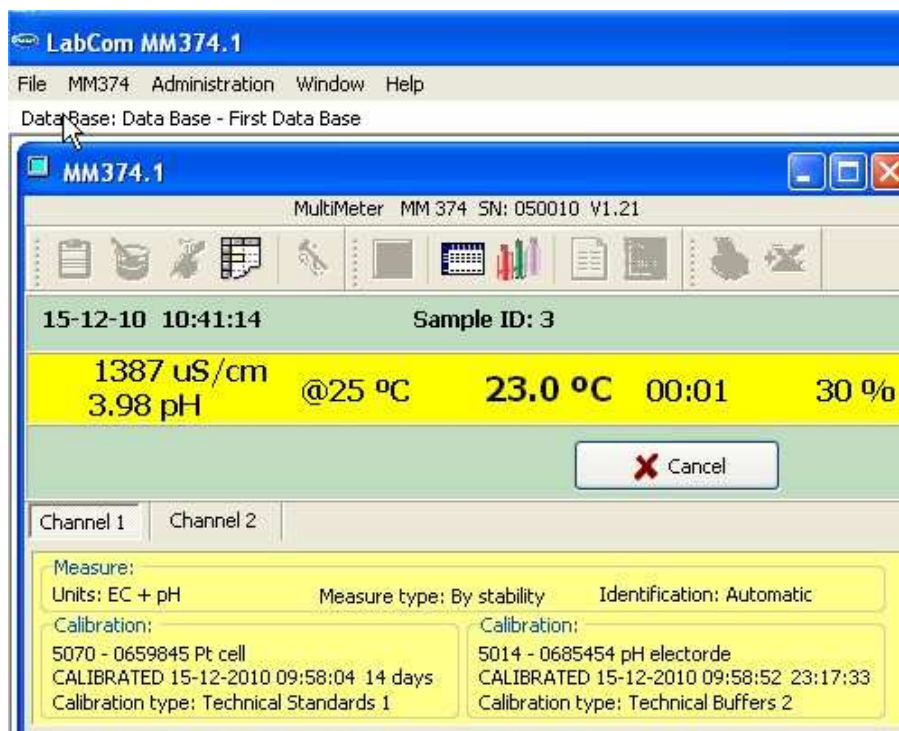 LabCom MM374.1
File MM374 Administration Window Help
Data Base: Data Base - First Data Base
MM374.1
MultiMeter MM 374 SN: 050010 V1.21
15-12-10 10:41:14 Sample ID: 3
1387 uS/cm
3.98 pH
@25 ºC 23.0 ºC 00:01 30 %
Cancel
Channel 1 Channel 2
Measure:
Units: EC + pH Measure type: By stability Identification: Automatic
Calibration:
5070 - 0659845 Pt cell
CALIBRATED 15-12-2010 09:58:04 14 days
Calibration type: Technical Standards 1
Calibration:
5014 - 0685454 pH electorde
CALIBRATED 15-12-2010 09:58:52 23:17:33
Calibration type: Technical Buffers 2